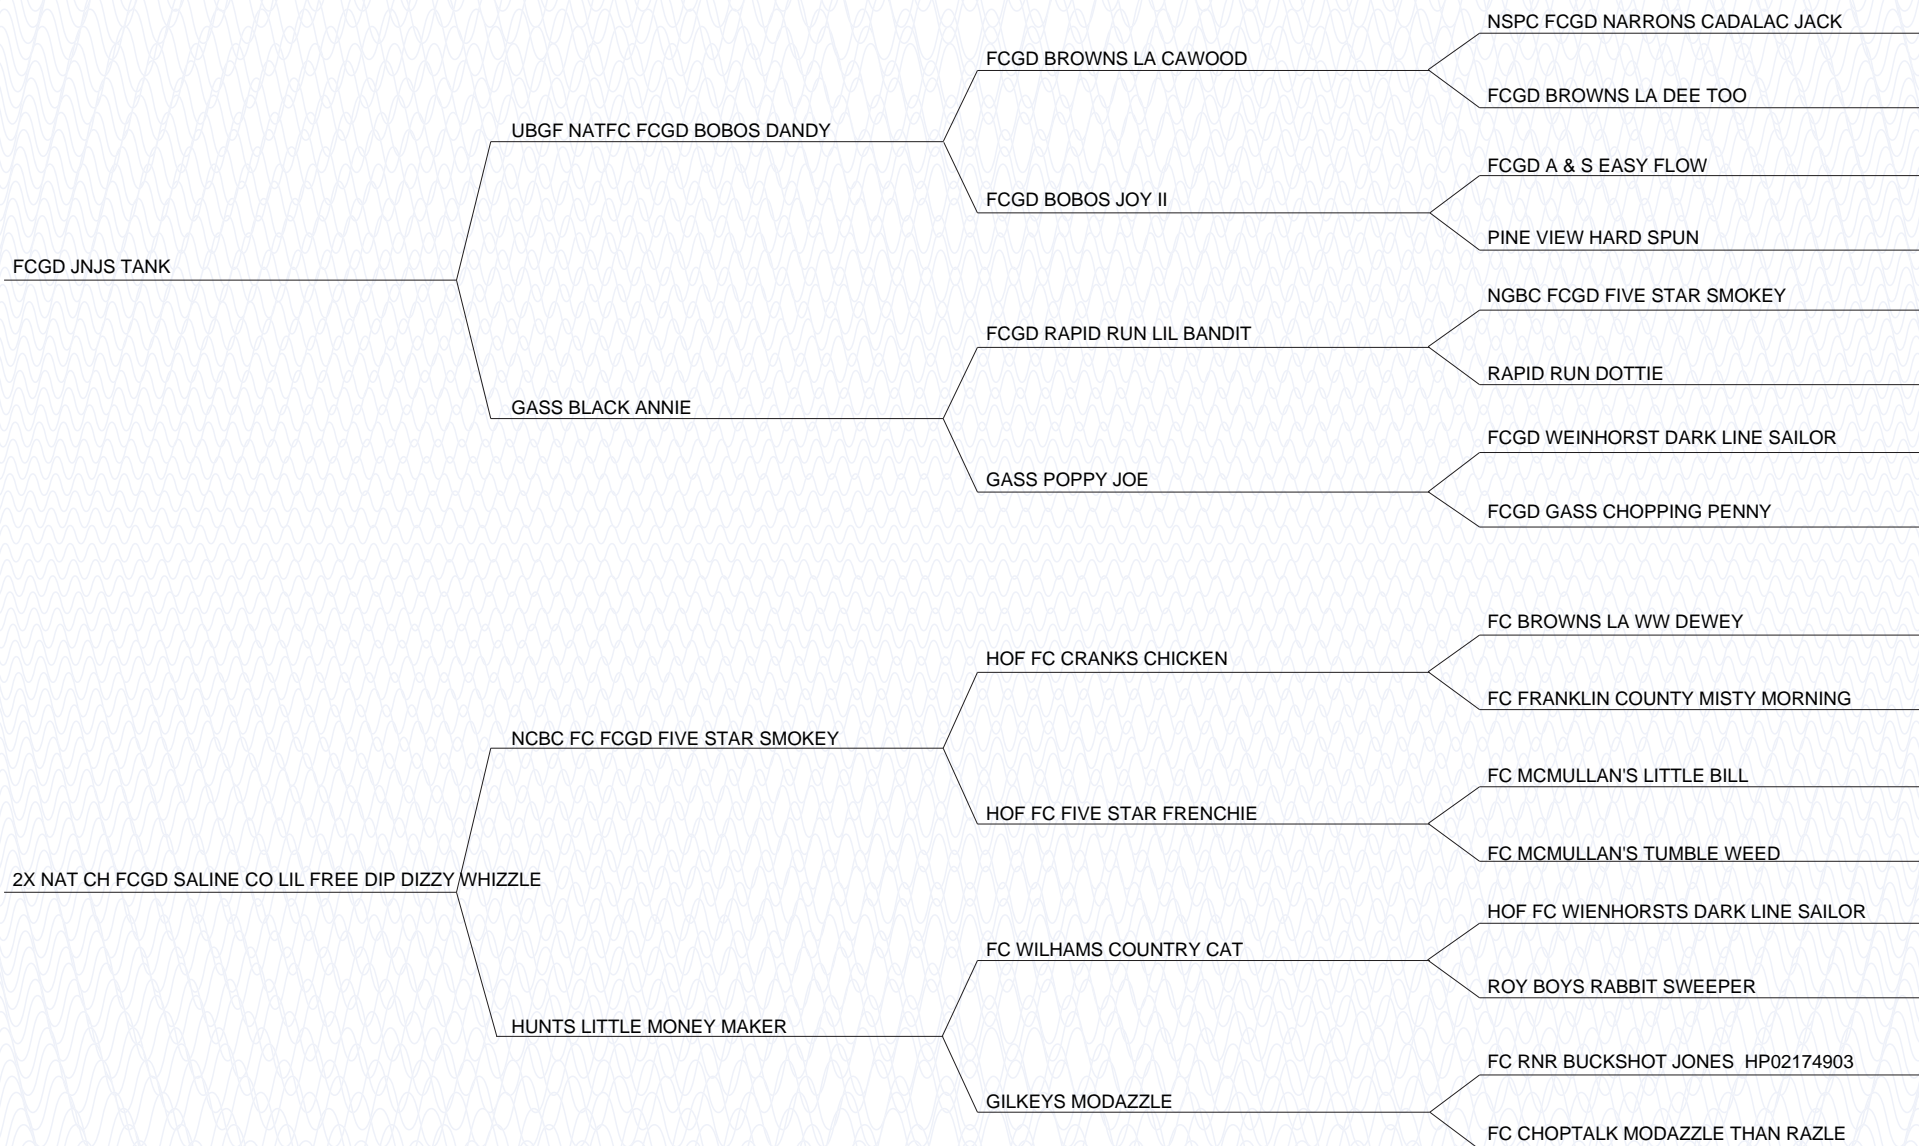 NSPC FCGD NARRONS CADALAC JACK
FCGD BROWNS LA CAWOOD
FCGD BROWNS LA DEE TOO
UBGF NATFC FCGD BOBOS DANDY
FCGD A & S EASY FLOW
FCGD BOBOS JOY II
PINE VIEW HARD SPUN
FCGD JNJS TANK
NGBC FCGD FIVE STAR SMOKEY
FCGD RAPID RUN LIL BANDIT
RAPID RUN DOTTIE
GASS BLACK ANNIE
FCGD WEINHORST DARK LINE SAILOR
GASS POPPY JOE
FCGD GASS CHOPPING PENNY
FC BROWNS LA WW DEWEY
HOF FC CRANKS CHICKEN
FC FRANKLIN COUNTY MISTY MORNING
NCBC FC FCGD FIVE STAR SMOKEY
FC MCMULLAN'S LITTLE BILL
HOF FC FIVE STAR FRENCHIE
FC MCMULLAN'S TUMBLE WEED
2X NAT CH FCGD SALINE CO LIL FREE DIP DIZZY WHIZZLE
HOF FC WIENHORSTS DARK LINE SAILOR
FC WILHAMS COUNTRY CAT
ROY BOYS RABBIT SWEEPER
HUNTS LITTLE MONEY MAKER
FC RNR BUCKSHOT JONES  HP02174903
GILKEYS MODAZZLE
FC CHOPTALK MODAZZLE THAN RAZLE